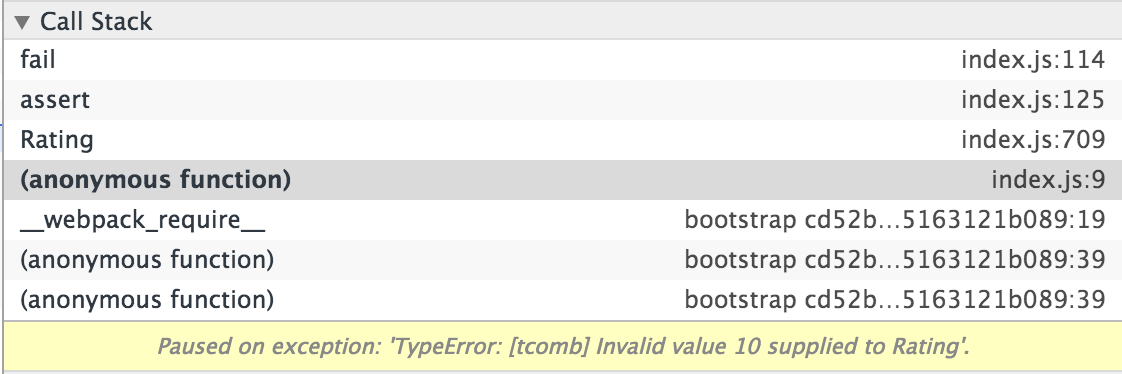 ▼ Call Stack
fail index.js:114
assert index.js:125
Rating index.js:709
(anonymous function) index.js:9
__webpack_require__ bootstrap cd52b…5163121b089:19
(anonymous function) bootstrap cd52b…5163121b089:39
(anonymous function) bootstrap cd52b…5163121b089:39
Paused on exception: 'TypeError: [tcomb] Invalid value 10 supplied to Rating'.